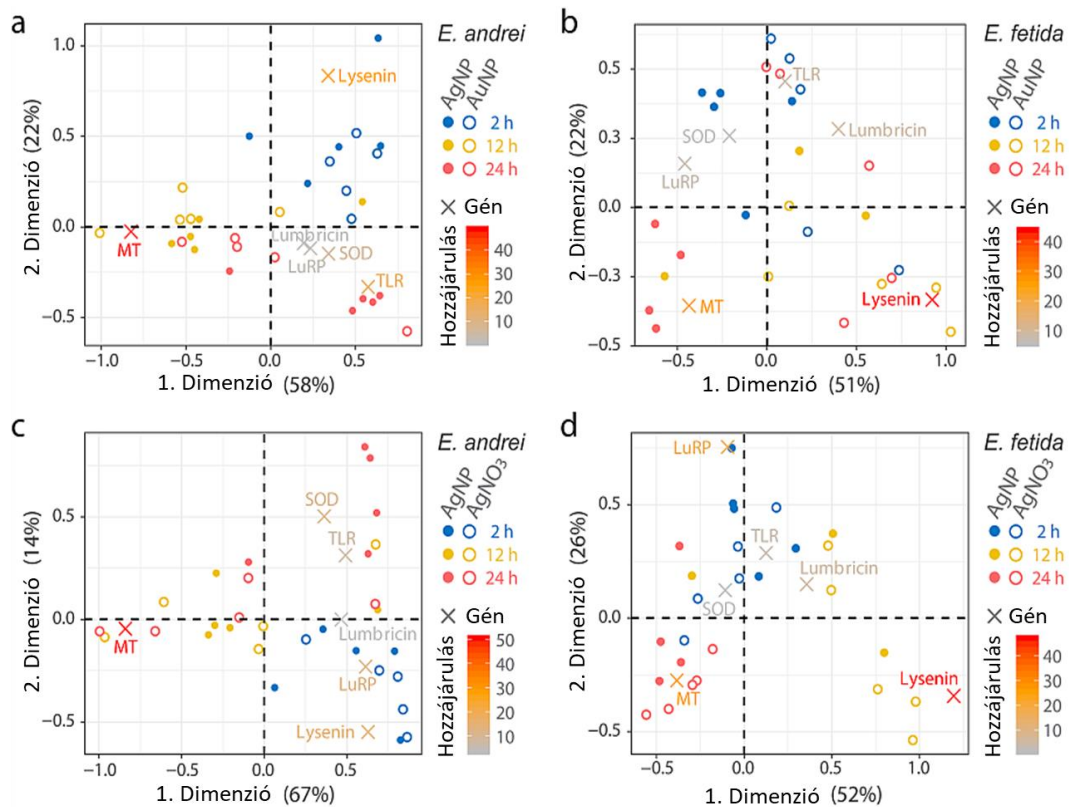 a
E. andrei
AgNP
AuNP
2 h
12 h
24 h
Gén
Hozzájárulás
40
30
20
10
2. Dimenzió (22%)
1.0
0.5
0.0
−0.5
Lysenin
MT
Lumbricin
LuRP
SOD
TLR
−1.0
−0.5
0.0
0.5
1. Dimenzió (58%)
b
E. fetida
AgNP
AuNP
2 h
12 h
24 h
Gén
Hozzájárulás
40
30
20
10
2. Dimenzió (22%)
0.5
0.3
0.0
−0.3
−0.5
TLR
SOD
Lumbricin
LuRP
MT
Lysenin
−0.5
0.0
0.5
1.0
1. Dimenzió (51%)
c
E. andrei
AgNP
AgNO3
2 h
12 h
24 h
Gén
Hozzájárulás
50
40
30
20
10
2. Dimenzió (14%)
0.5
0.0
−0.5
SOD
TLR
MT
Lumbricin
LuRP
Lysenin
−1.0
−0.5
0.0
0.5
1. Dimenzió (67%)
d
E. fetida
AgNP
AgNO3
2 h
12 h
24 h
Gén
Hozzájárulás
40
30
20
10
2. Dimenzió (26%)
0.5
0.0
−0.5
LuRP
TLR
Lumbricin
SOD
MT
Lysenin
−0.5
0.0
0.5
1.0
1. Dimenzió (52%)